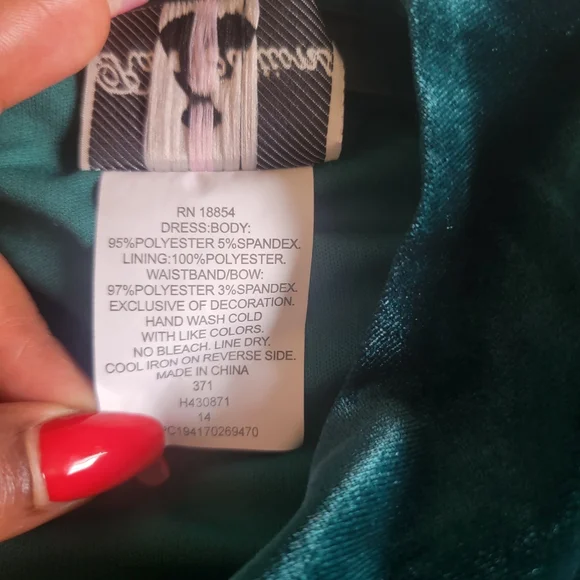 RN 18854
DRESS:BODY:
95%POLYESTER 5%SPANDEX.
LINING:100%POLYESTER.
WAISTBAND/BOW:
97%POLYESTER 3%SPANDEX.
EXCLUSIVE OF DECORATION.
HAND WASH COLD
WITH LIKE COLORS.
NO BLEACH. LINE DRY.
COOL IRON ON REVERSE SIDE.
MADE IN CHINA
371
H430871
14
C194170269470